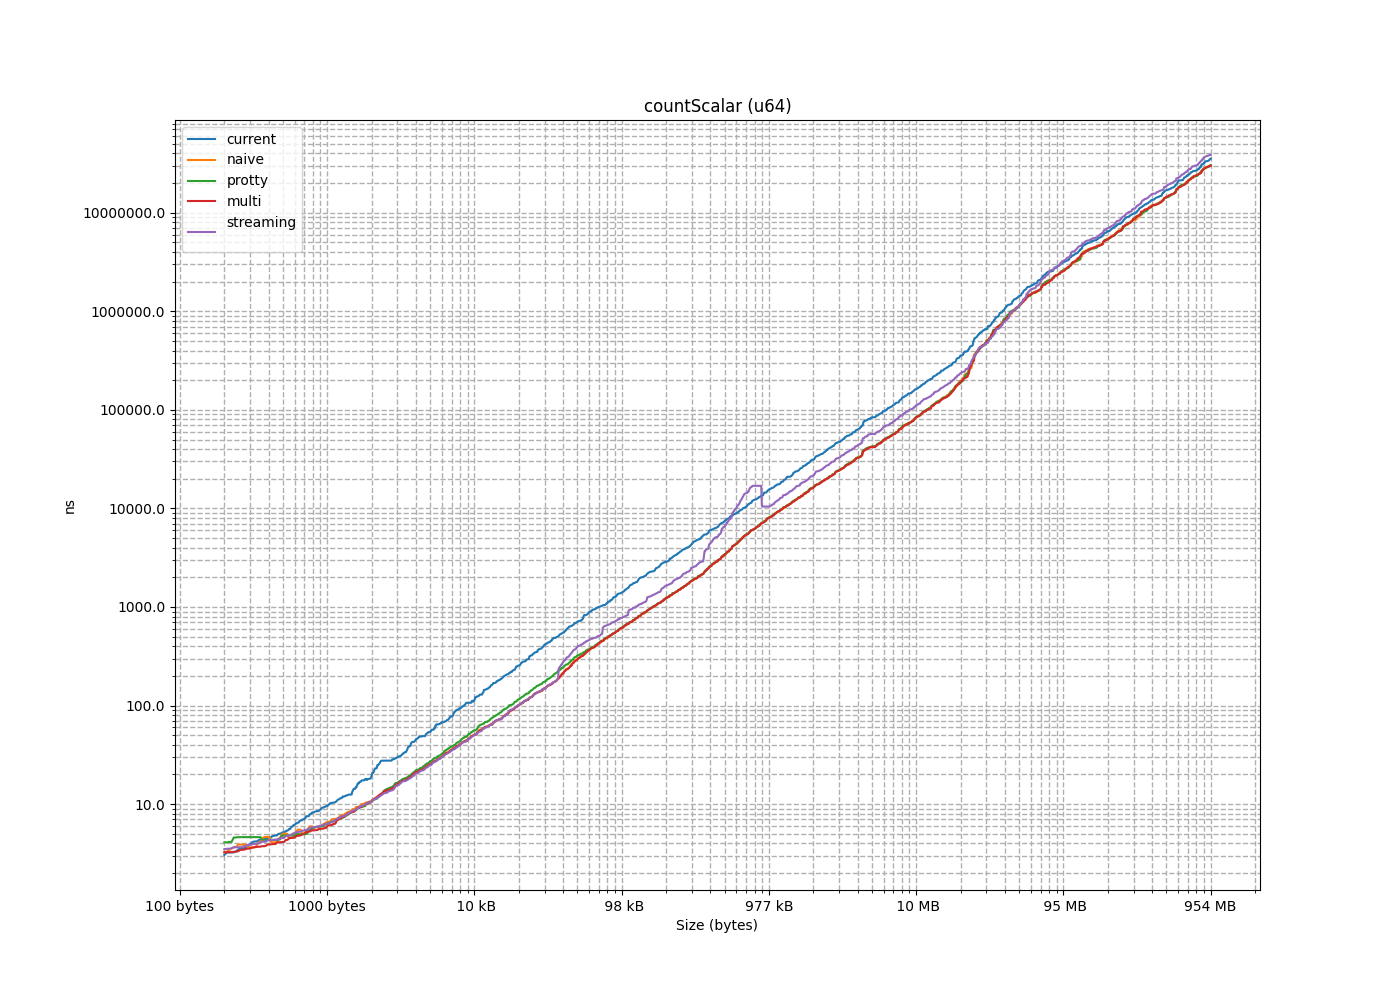 countScalar (u64)
current
naive
protty
multi
streaming
10000000.0
1000000.0
100000.0
10000.0
1000.0
100.0
10.0
ns
100 bytes 1000 bytes 10 kB 98 kB 977 kB 10 MB 95 MB 954 MB
Size (bytes)